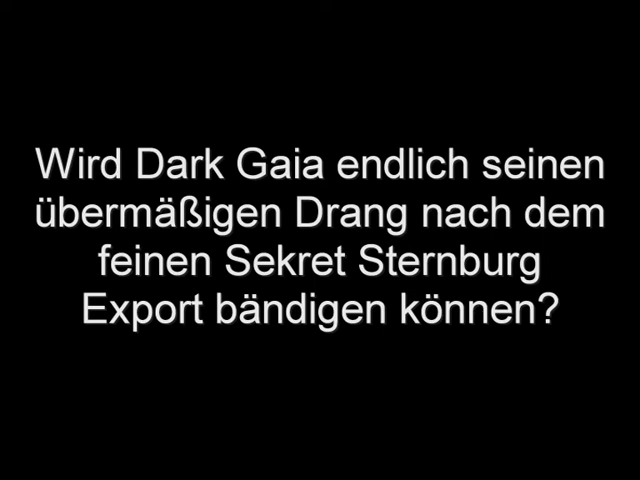 Wird Dark Gaia endlich seinen
übermäßigen Drang nach dem
feinen Sekret Sternburg
Export bändigen können?